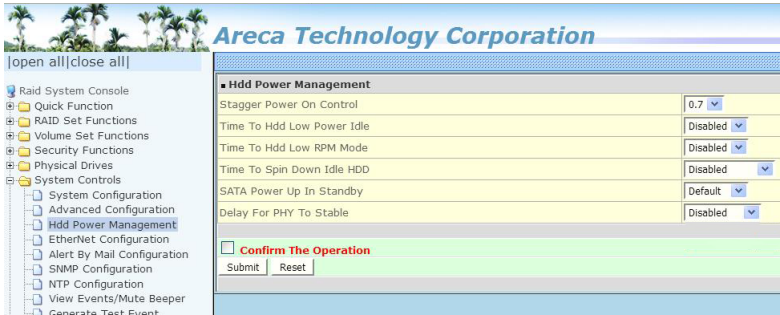 Areca Technology Corporation
|open all|close all|
Raid System Console
Quick Function
RAID Set Functions
Volume Set Functions
Security Functions
Physical Drives
System Controls
System Configuration
Advanced Configuration
Hdd Power Management
EtherNet Configuration
Alert By Mail Configuration
SNMP Configuration
NTP Configuration
View Events/Mute Beeper
Generate Test Event
Hdd Power Management
Stagger Power On Control 0.7
Time To Hdd Low Power Idle Disabled
Time To Hdd Low RPM Mode Disabled
Time To Spin Down Idle HDD Disabled
SATA Power Up In Standby Default
Delay For PHY To Stable Disabled
Confirm The Operation
Submit Reset